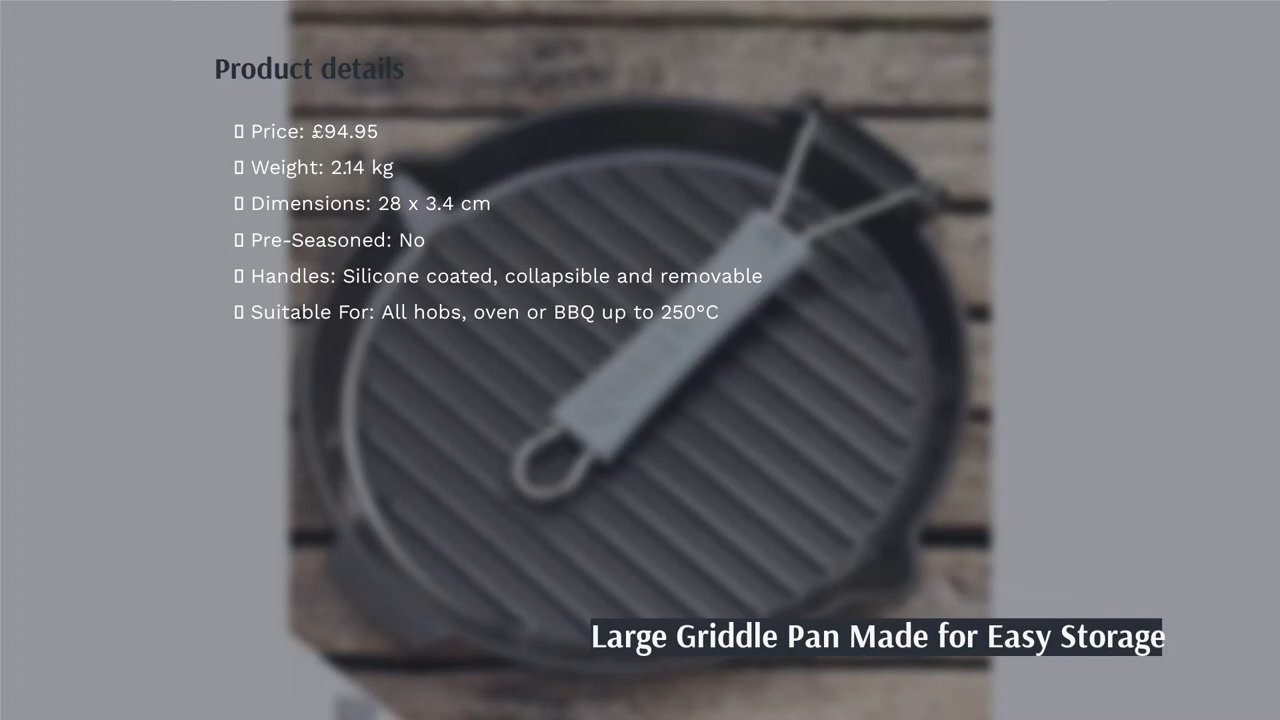 Product details
▯ Price: £94.95
▯ Weight: 2.14 kg
▯ Dimensions: 28 x 3.4 cm
▯ Pre-Seasoned: No
▯ Handles: Silicone coated, collapsible and removable
▯ Suitable For: All hobs, oven or BBQ up to 250°C
Large Griddle Pan Made for Easy Storage